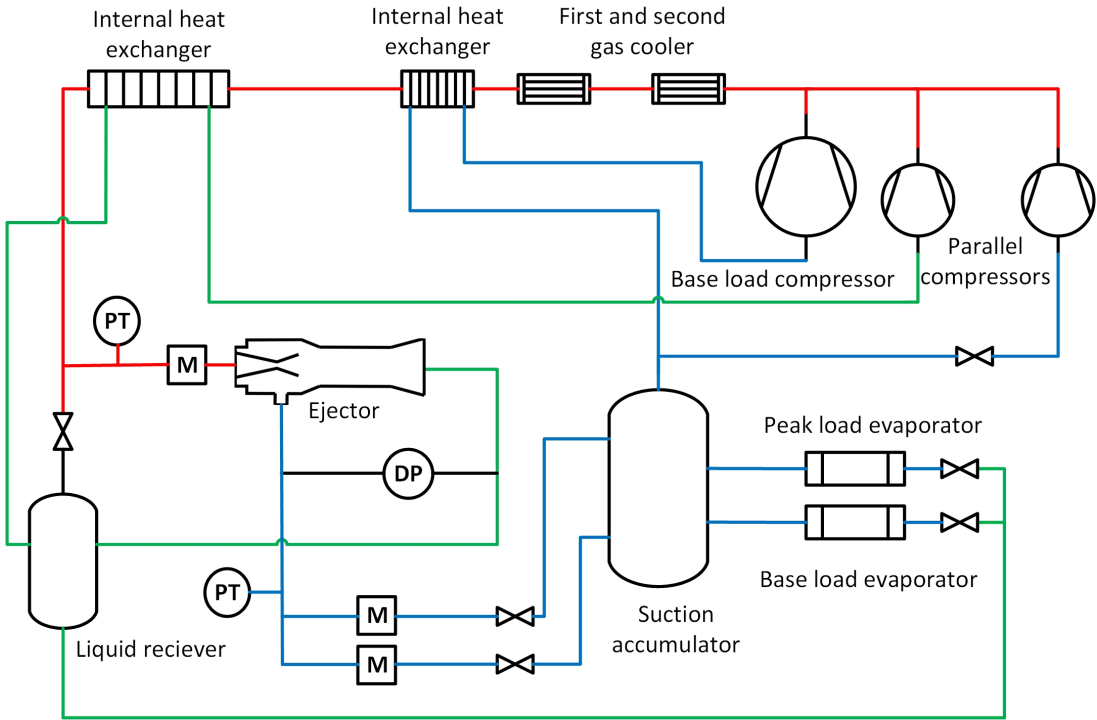 Internal heat
exchanger
Internal heat
exchanger
First and second
gas cooler
Base load compressor
Parallel
compressors
PT
M
Ejector
DP
Peak load evaporator
Base load evaporator
PT
M
M
Suction
accumulator
Liquid reciever